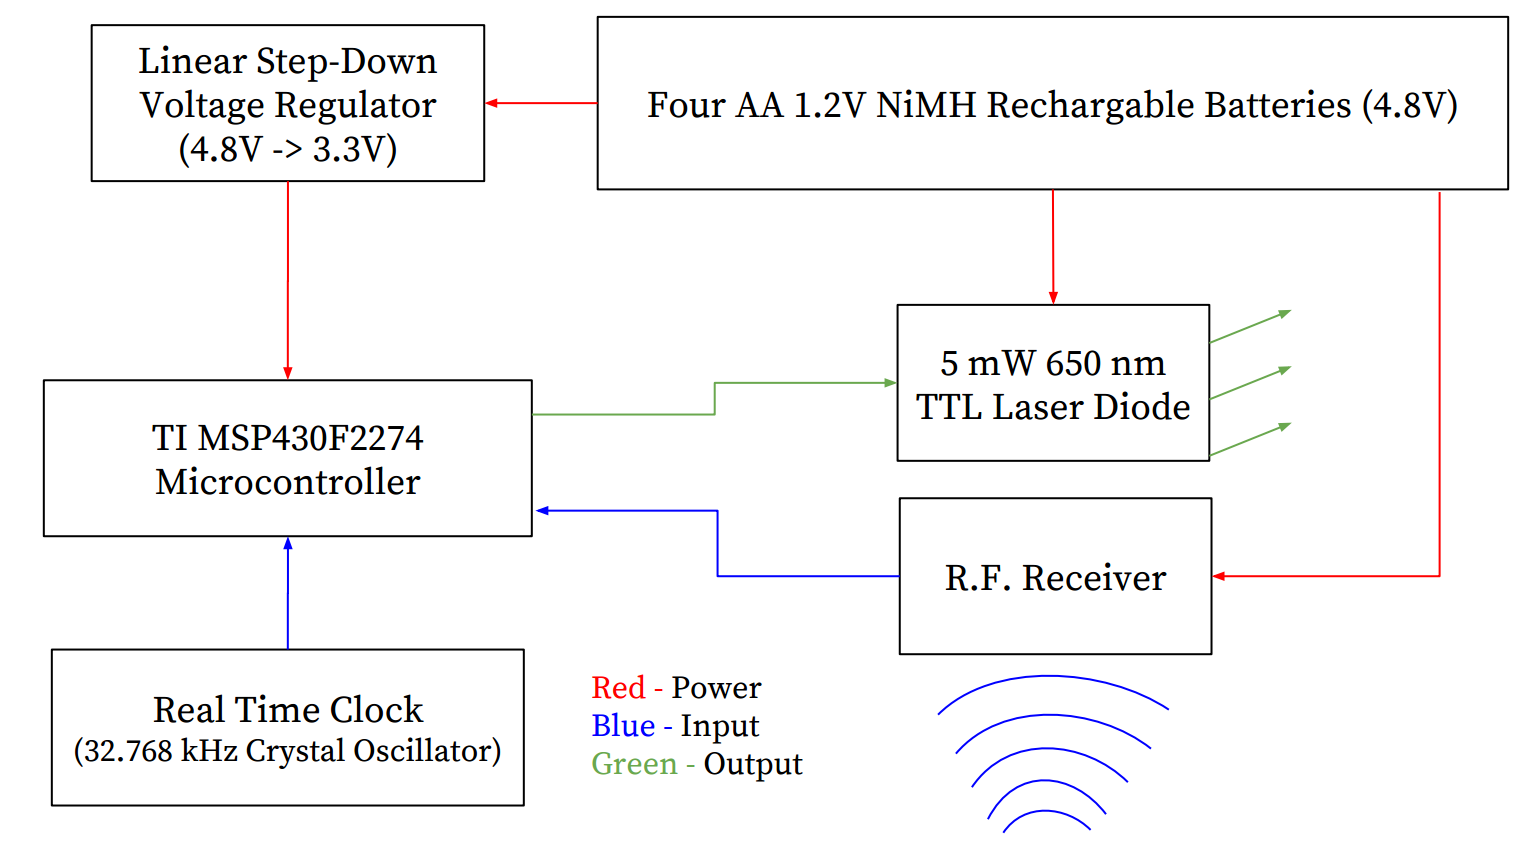 Linear Step-Down
Voltage Regulator
(4.8V -> 3.3V)
Four AA 1.2V NiMH Rechargable Batteries (4.8V)
5 mW 650 nm
TTL Laser Diode
TI MSP430F2274
Microcontroller
R.F. Receiver
Real Time Clock
(32.768 kHz Crystal Oscillator)
Red - Power
Blue - Input
Green - Output